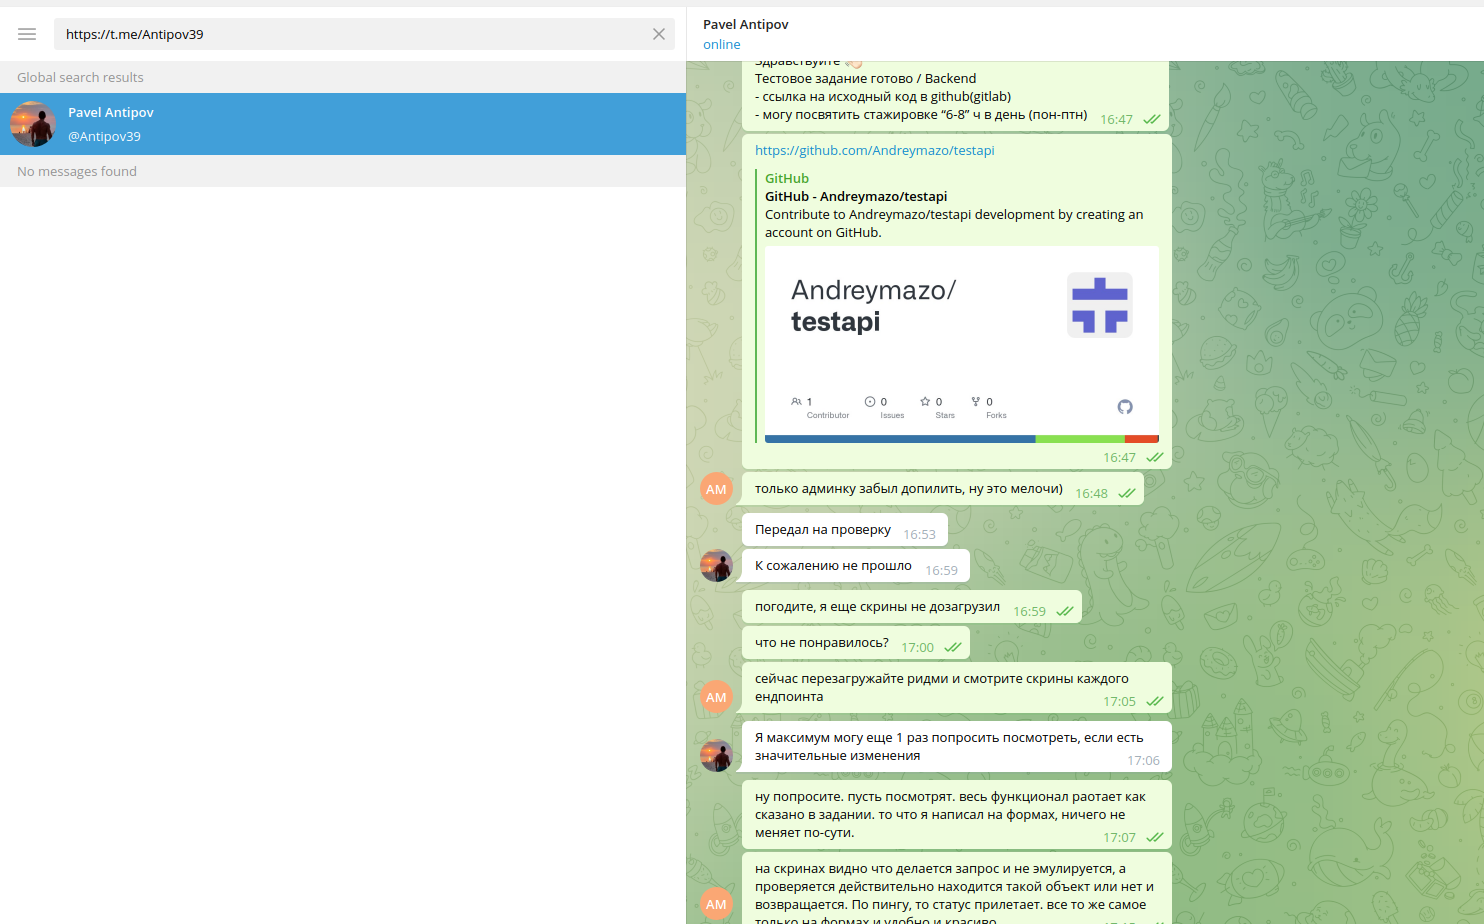 https://t.me/Antipov39
Global search results
Pavel Antipov
@Antipov39
No messages found
Pavel Antipov
online
Здравствуйте
Тестовое задание готово / Backend
- ссылка на исходный код в github(gitlab)
- могу посвятить стажировке “6-8” ч в день (пон-птн) 16:47
https://github.com/Andreymazo/testapi
GitHub
GitHub - Andreymazo/testapi
Contribute to Andreymazo/testapi development by creating an
account on GitHub.
Andreymazo/
testapi
1 0 0 0
Contributor Issues Stars Forks
16:47
AM
только админку забыл допилить, ну это мелочи) 16:48
Передал на проверку 16:53
К сожалению не прошло 16:59
погодите, я еще скрины не дозагрузил 16:59
что не понравилось? 17:00
сейчас перезагружайте ридми и смотрите скрины каждого
AM
ендпоинта 17:05
Я максимум могу еще 1 раз попросить посмотреть, если есть
значительные изменения 17:06
ну попросите. пусть посмотрят. весь функционал раотает как
сказано в задании. то что я написал на формах, ничего не
меняет по-сути. 17:07
на скринах видно что делается запрос и не эмулируется, а
проверяется действительно находится такой объект или нет и
AM
возвращается. По пингу, то статус прилетает. все то же самое
только на формах и удобно и красиво